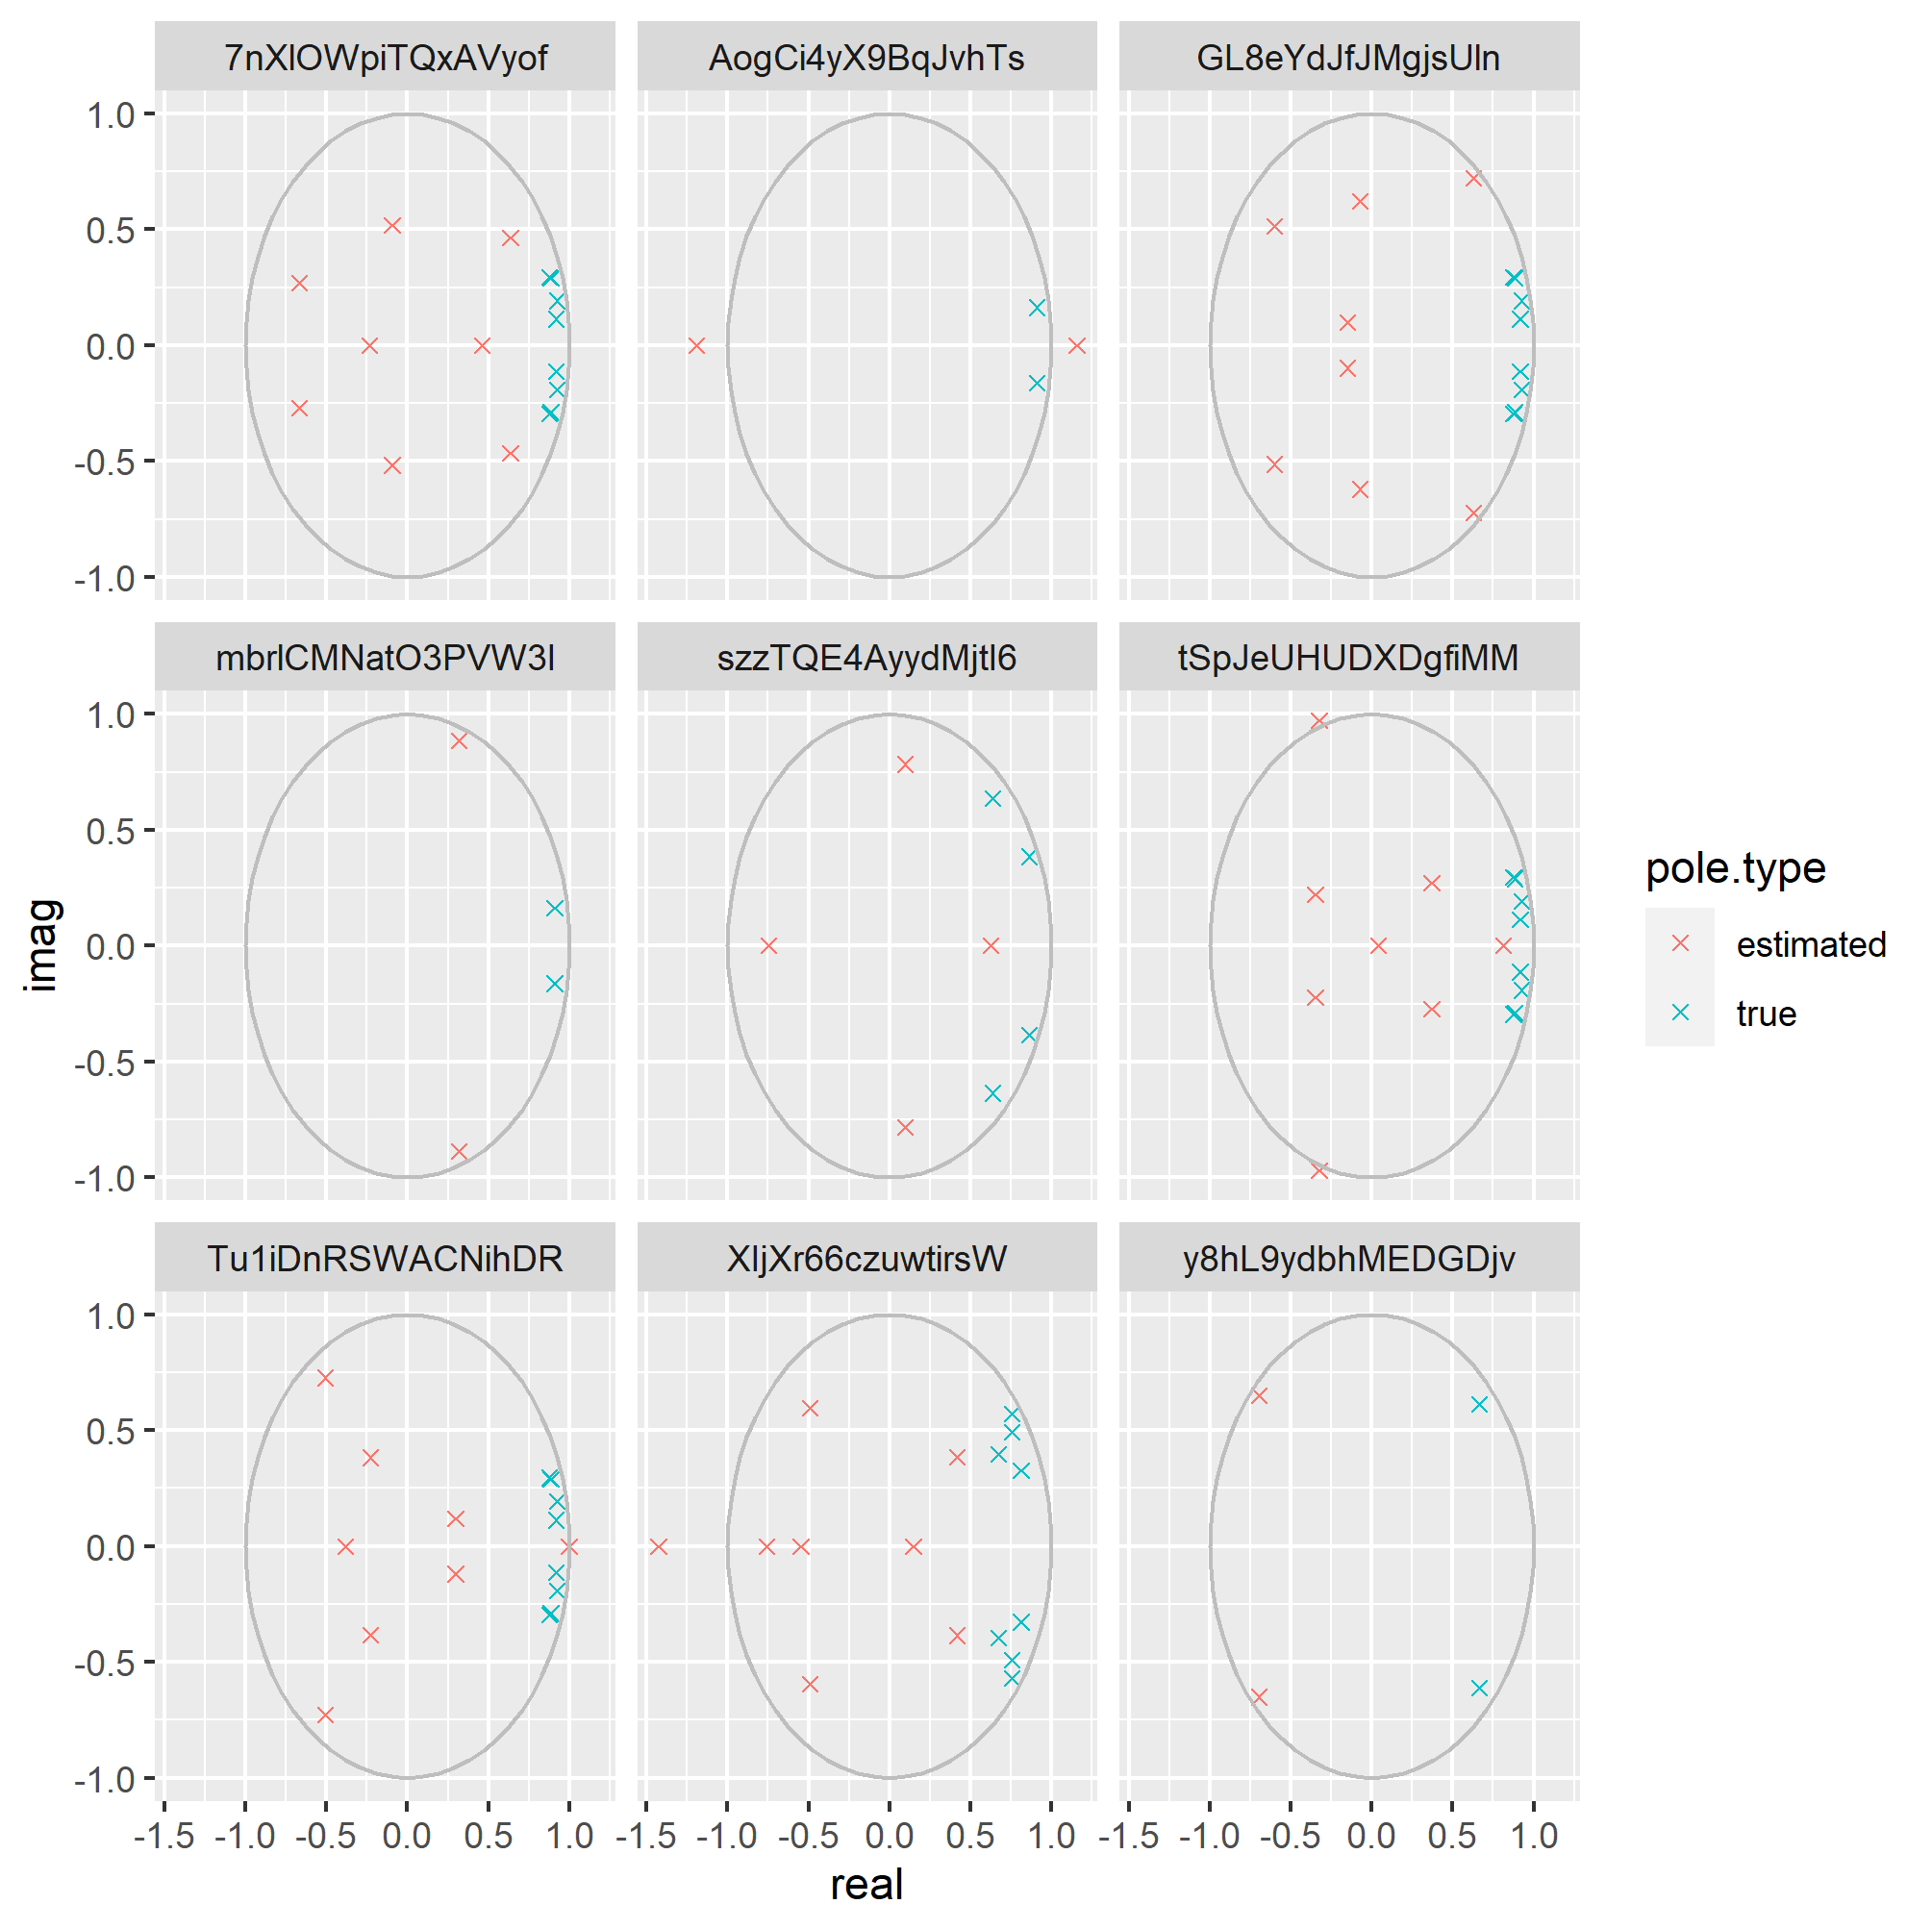 7nXlOWpiTQxAVyof
AogCi4yX9BqJvhTs
GL8eYdJfJMgjsUln
1.0
0.5
0.0
-0.5
-1.0
mbrlCMNatO3PVW3I
szzTQE4AyydMjtl6
tSpJeUHUDXDgfiMM
1.0
0.5
0.0
-0.5
-1.0
imag
pole.type
estimated
true
Tu1iDnRSWACNihDR
XljXr66czuwtirsW
y8hL9ydbhMEDGDjv
1.0
0.5
0.0
-0.5
-1.0
-1.5 -1.0 -0.5 0.0 0.5 1.0
-1.5 -1.0 -0.5 0.0 0.5 1.0
-1.5 -1.0 -0.5 0.0 0.5 1.0
real